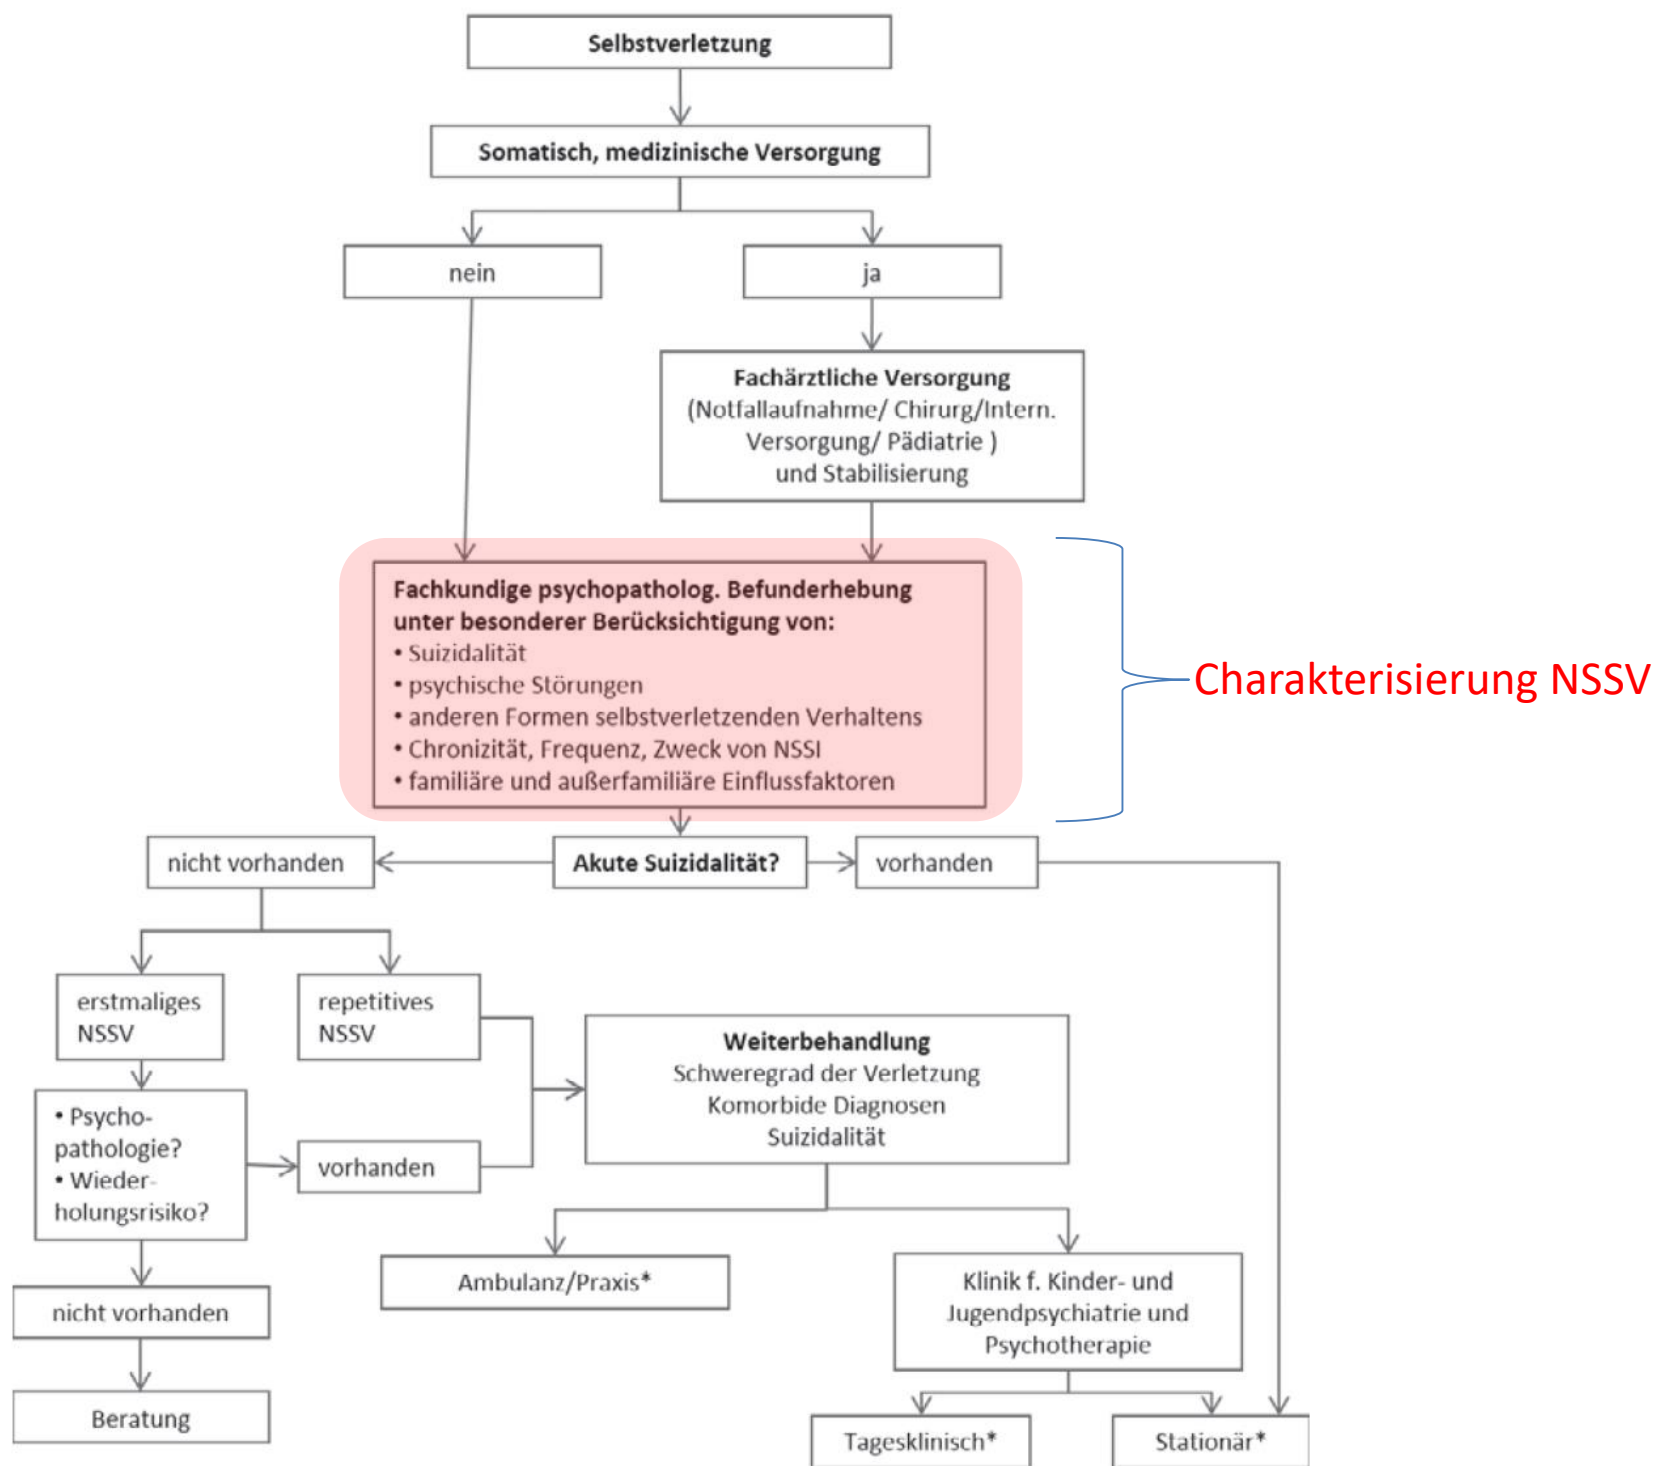 Selbstverletzung
Somatisch, medizinische Versorgung
nein
ja
Fachärztliche Versorgung
(Notfallaufnahme/ Chirurg/Intern.
Versorgung/ Pädiatrie )
und Stabilisierung
Fachkundige psychopatholog. Befunderhebung
unter besonderer Berücksichtigung von:
• Suizidalität
• psychische Störungen
• anderen Formen selbstverletzenden Verhaltens
• Chronizität, Frequenz, Zweck von NSSI
• familiäre und außerfamiliäre Einflussfaktoren
Charakterisierung NSSV
nicht vorhanden
Akute Suizidalität?
vorhanden
erstmaliges
NSSV
repetitives
NSSV
Weiterbehandlung
Schweregrad der Verletzung
Komorbide Diagnosen
Suizidalität
• Psycho-
pathologie?
• Wieder-
holungsrisiko?
vorhanden
Ambulanz/Praxis*
Klinik f. Kinder- und
Jugendpsychiatrie und
Psychotherapie
nicht vorhanden
Beratung
Tagesklinisch*
Stationär*